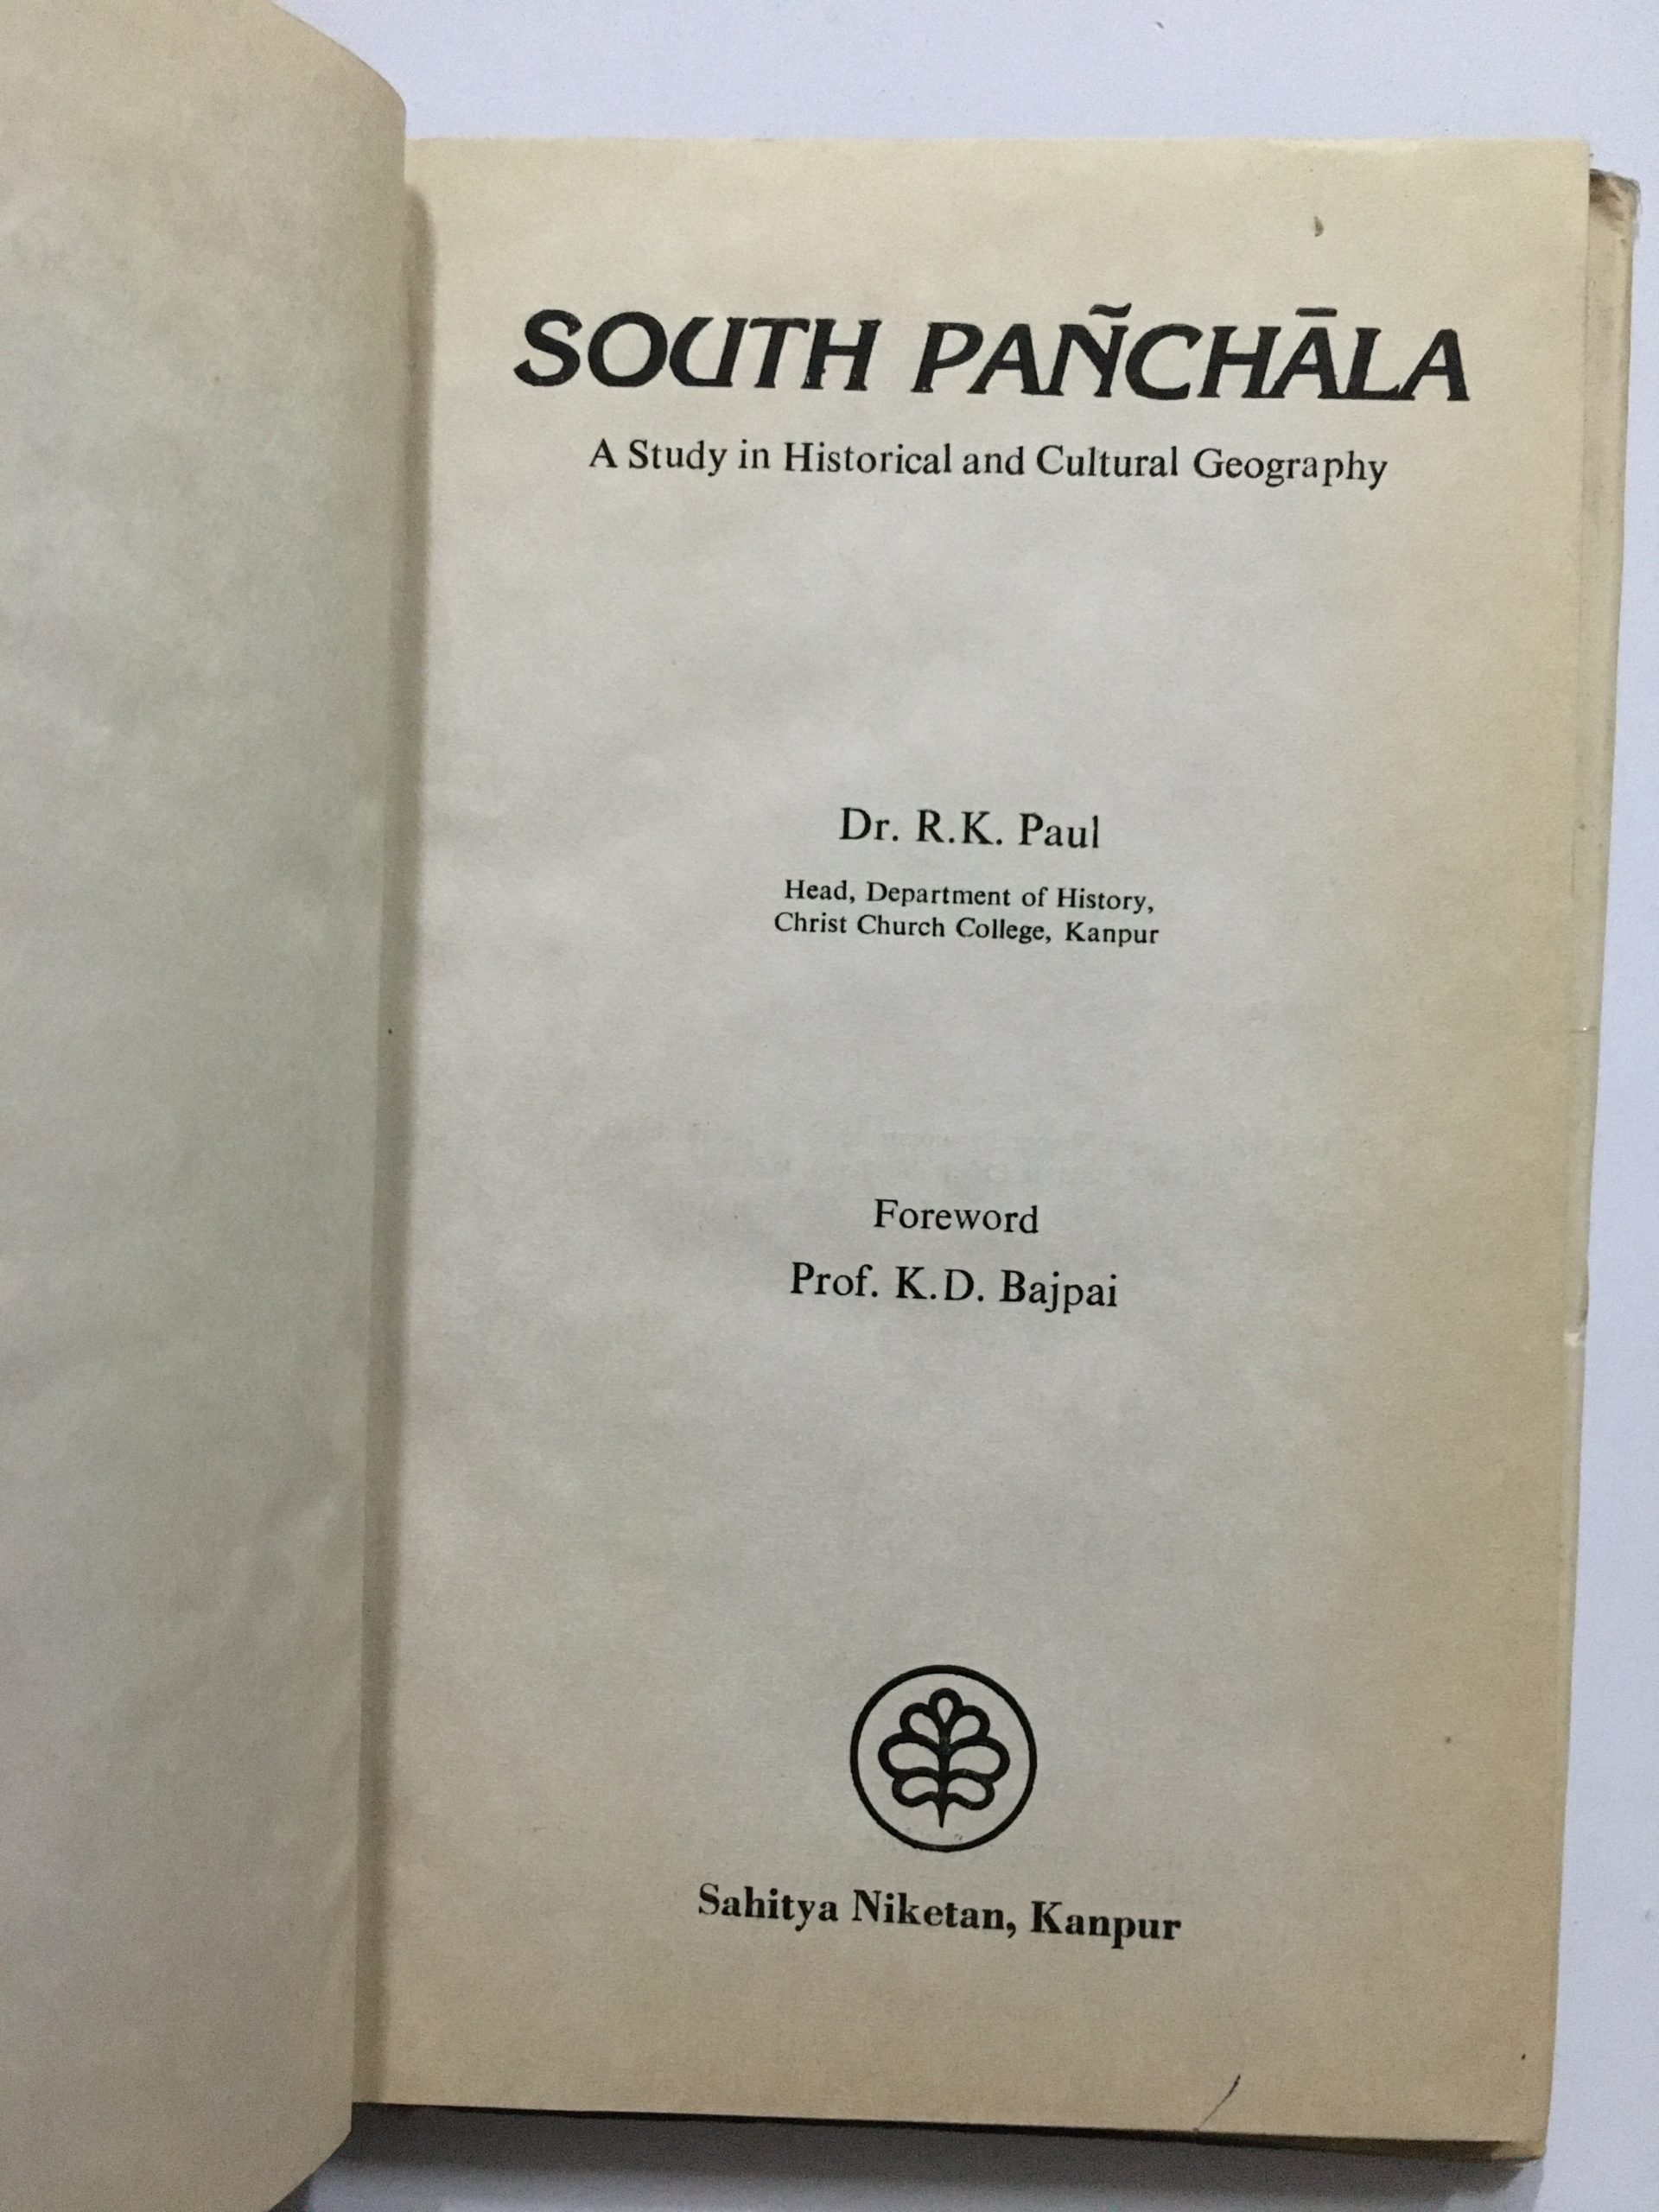 SOUTH PAÑCHĀLA
A Study in Historical and Cultural Geography
Dr. R.K. Paul
Head, Department of History,
Christ Church College, Kanpur
Foreword
Prof. K.D. Bajpai
Sahitya Niketan, Kanpur